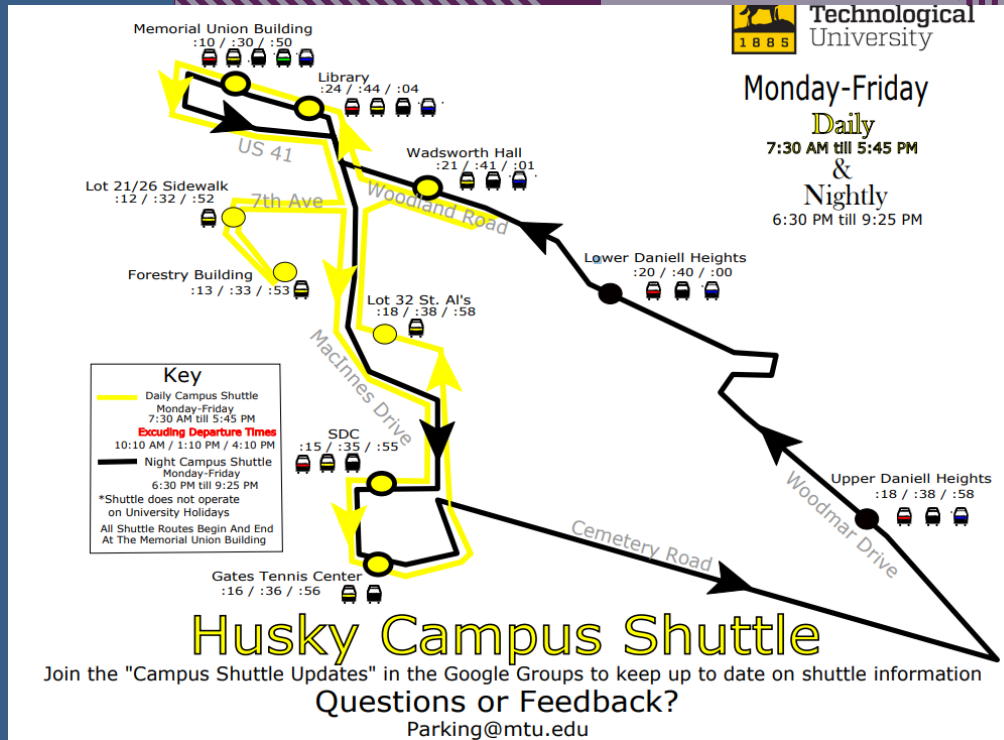 Technological
University
1885
Monday-Friday
Daily
7:30 AM till 5:45 PM
&
Nightly
6:30 PM till 9:25 PM
Memorial Union Building
:10 / :30 / :50
Library
:24 / :44 / :04
US 41
Wadsworth Hall
:21 / :41 / :01
Woodland Road
Lot 21/26 Sidewalk
:12 / :32 / :52
7th Ave
Forestry Building
:13 / :33 / :53
Lower Daniell Heights
:20 / :40 / :00
Lot 32 St. Al's
:18 / :38 / :58
MacInnes Drive
Key
Daily Campus Shuttle
Monday-Friday
7:30 AM till 5:45 PM
Excuding Departure Times
10:10 AM / 1:10 PM / 4:10 PM
Night Campus Shuttle
Monday-Friday
6:30 PM till 9:25 PM
*Shuttle does not operate
on University Holidays
All Shuttle Routes Begin And End
At The Memorial Union Building
SDC
:15 / :35 / :55
Upper Daniell Heights
:18 / :38 / :58
Woodmar Drive
Cemetery Road
Gates Tennis Center
:16 / :36 / :56
Husky Campus Shuttle
Join the "Campus Shuttle Updates" in the Google Groups to keep up to date on shuttle information
Questions or Feedback?
Parking@mtu.edu